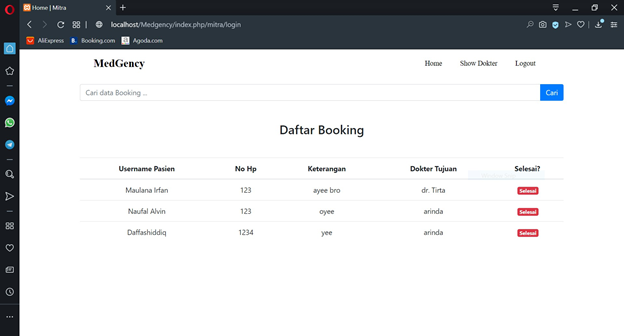 Home | Mitra
localhost/Medgency/index.php/mitra/login
AliExpress B. Booking.com Agoda.com
MedGency Home Show Dokter Logout
Cari data Booking ... Cari
Daftar Booking
Username Pasien No Hp Keterangan Dokter Tujuan Selesai?
Maulana Irfan 123 ayee bro dr. Tirta Selesai
Naufal Alvin 123 oyee arinda Selesai
Daffashiddiq 1234 yee arinda Selesai